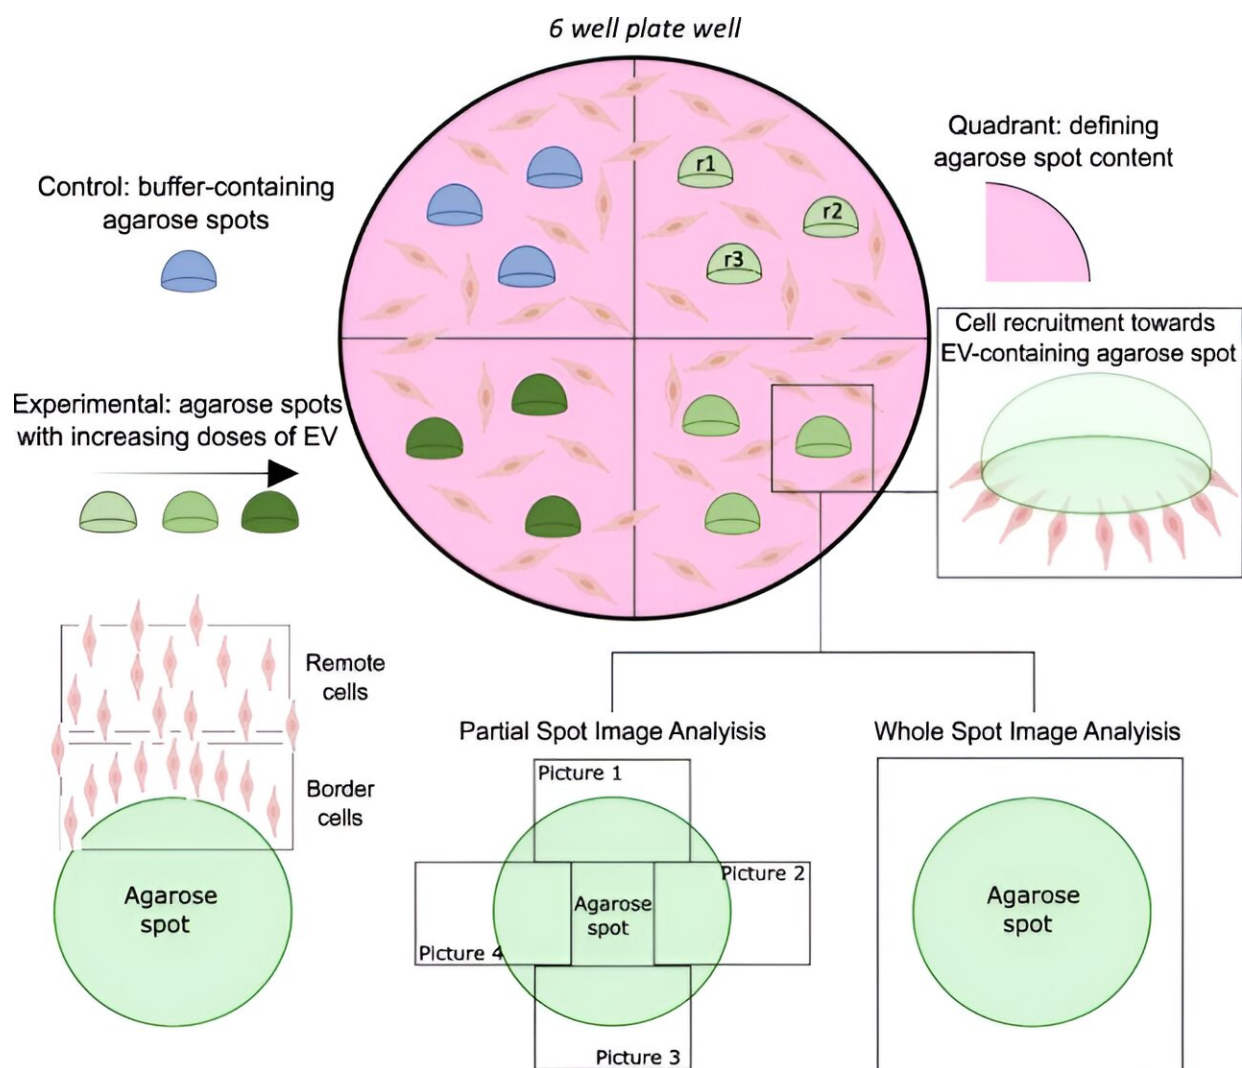 6 well plate well
Control: buffer-containing
agarose spots
Quadrant: defining
agarose spot content
r1
r2
r3
Cell recruitment towards
EV-containing agarose spot
Experimental: agarose spots
with increasing doses of EV
Remote
cells
Border
cells
Agarose
spot
Partial Spot Image Analyisis
Picture 1
Picture 2
Agarose
spot
Picture 4
Picture 3
Whole Spot Image Analyisis
Agarose
spot